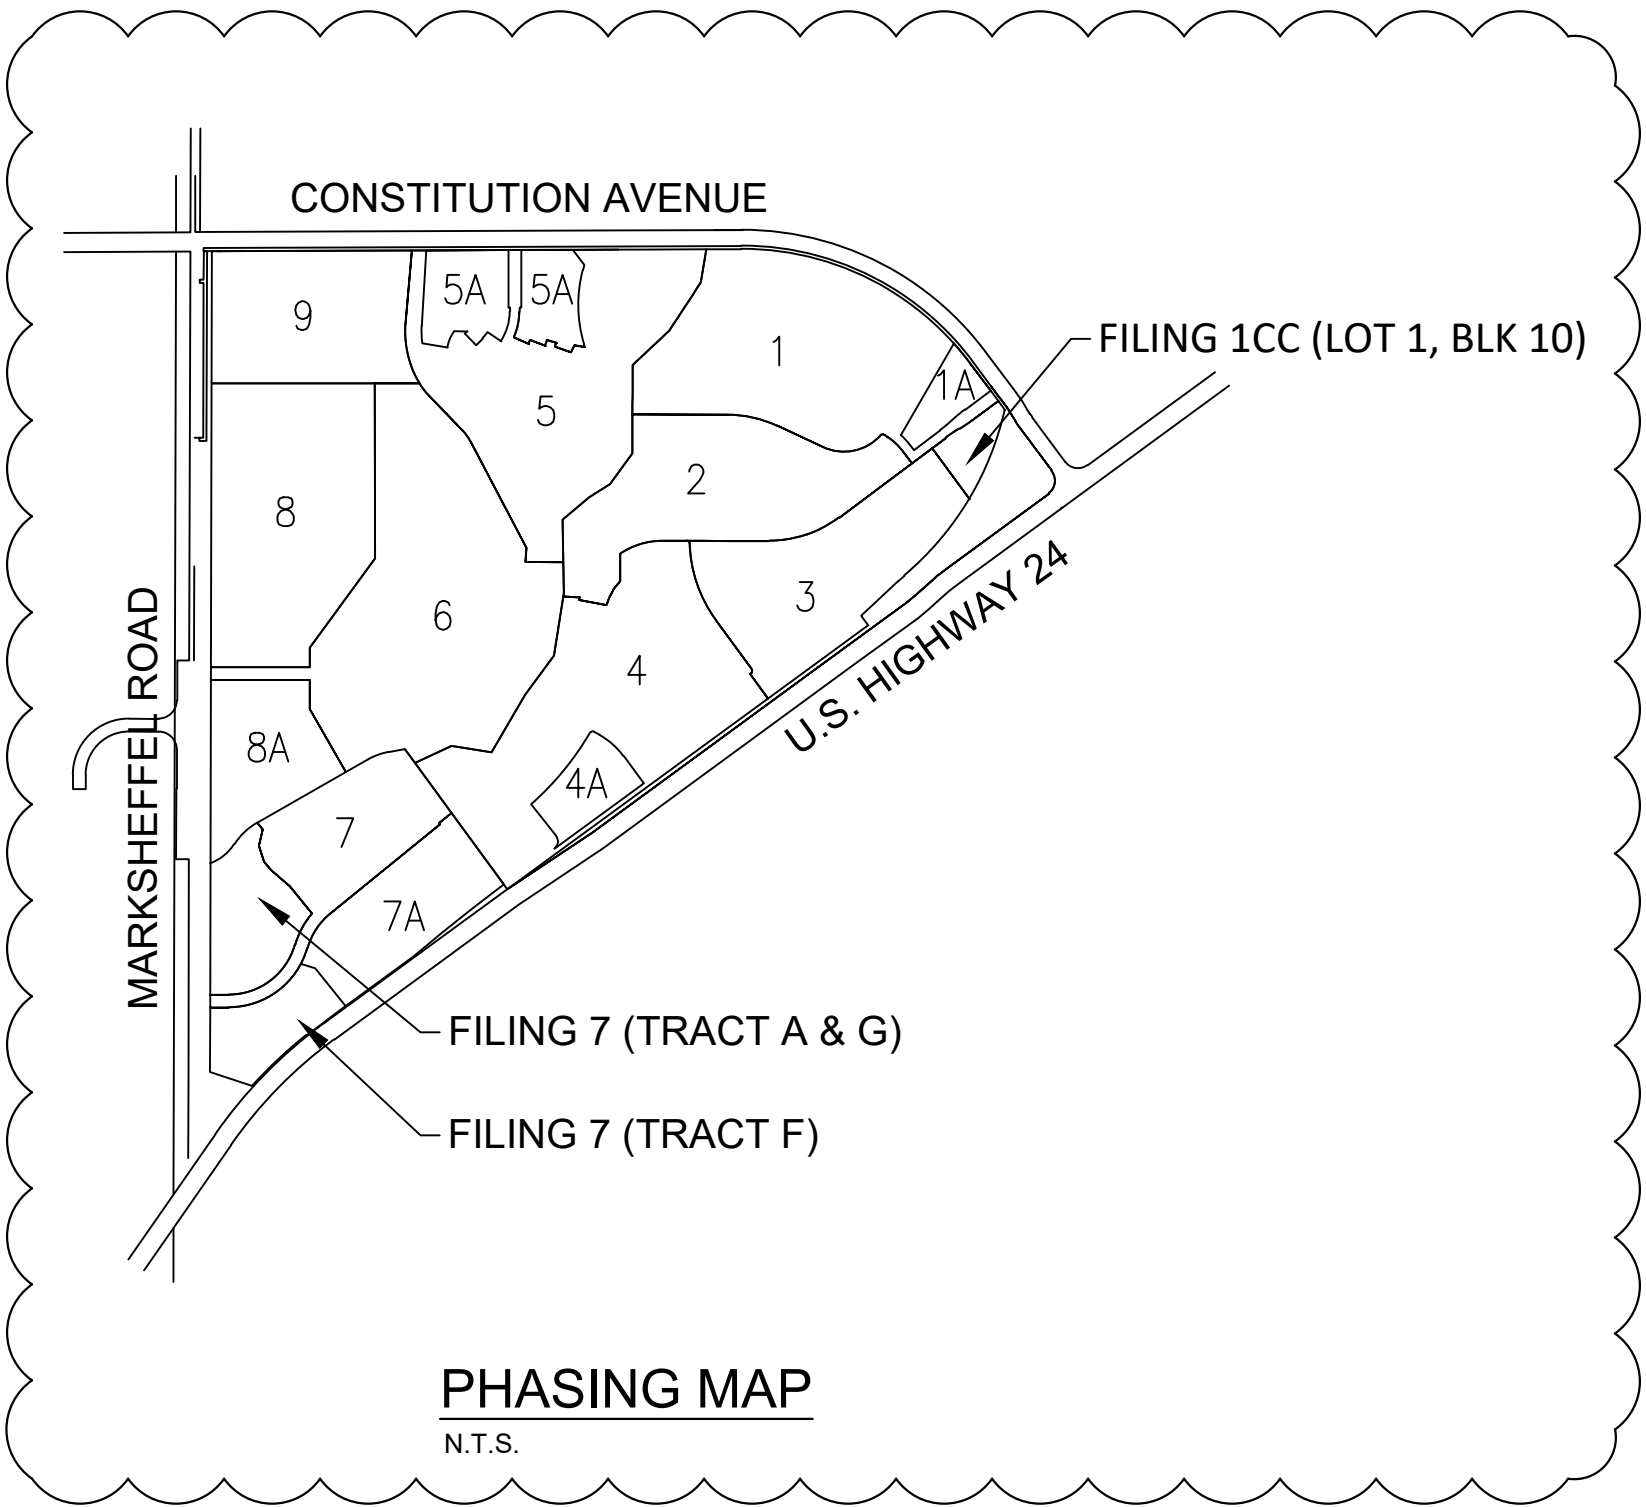 CONSTITUTION AVENUE
5A
5A
9
1
FILING 1CC (LOT 1, BLK 10)
1A
5
2
8
U.S. HIGHWAY 24
3
6
MARKSHEFFEL ROAD
4
8A
4A
7
7A
FILING 7 (TRACT A & G)
FILING 7 (TRACT F)
PHASING MAP
N.T.S.